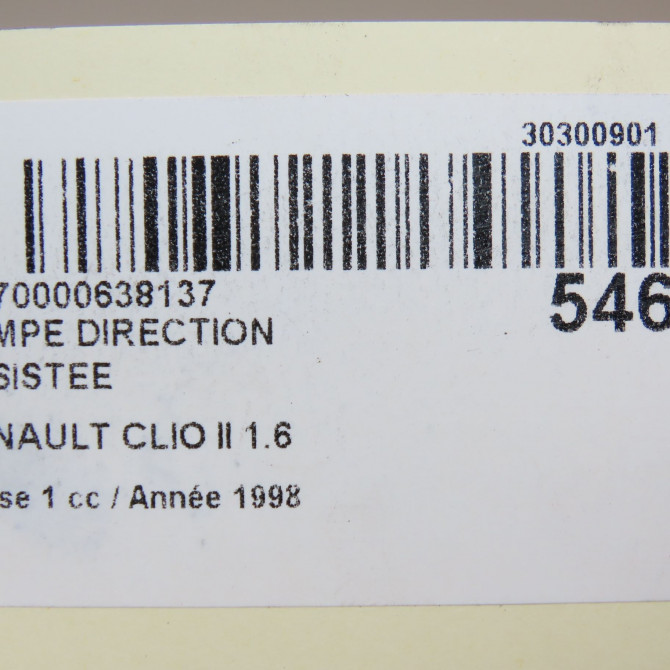 30300901
70000638137
546
MPE DIRECTION
SISTEE
NAULT CLIO II 1.6
se 1 cc / Année 1998